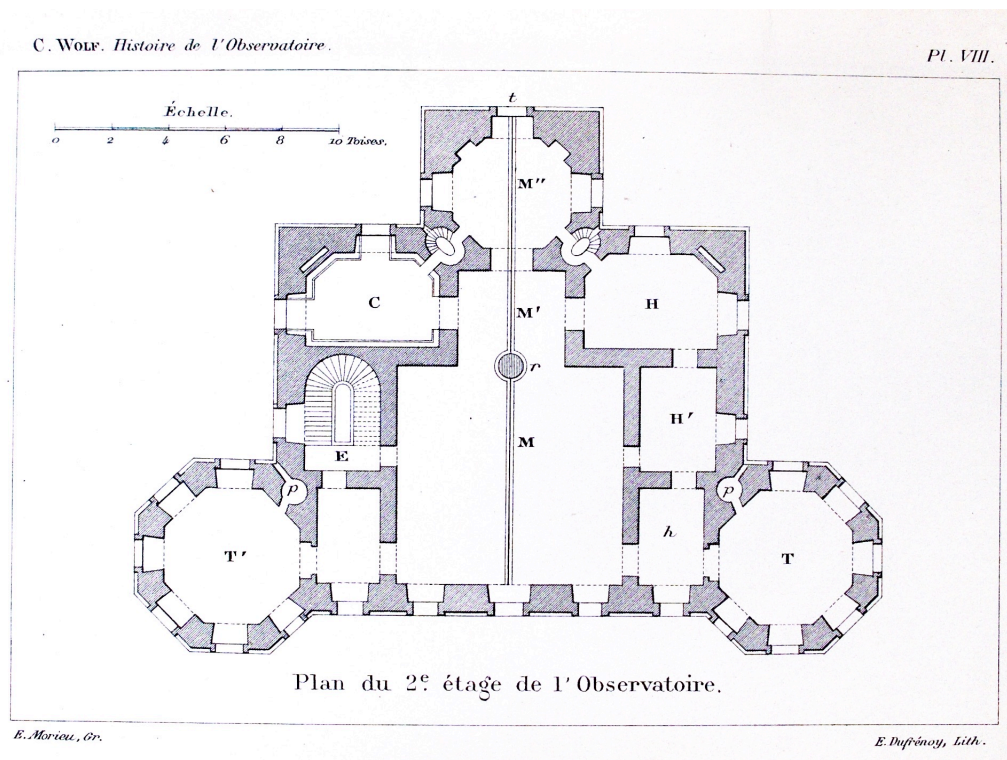 C. WOLF. Histoire de l'Observatoire.
Pl. VIII.
Échelle.
0 2 4 6 8 10 Toises.
t
M"
C
M'
H
r
H'
M
E
p
p
h
T'
T
Plan du 2e. étage de l'Observatoire.
E. Morieu, Gr.
E. Dufrénoy, Lith.